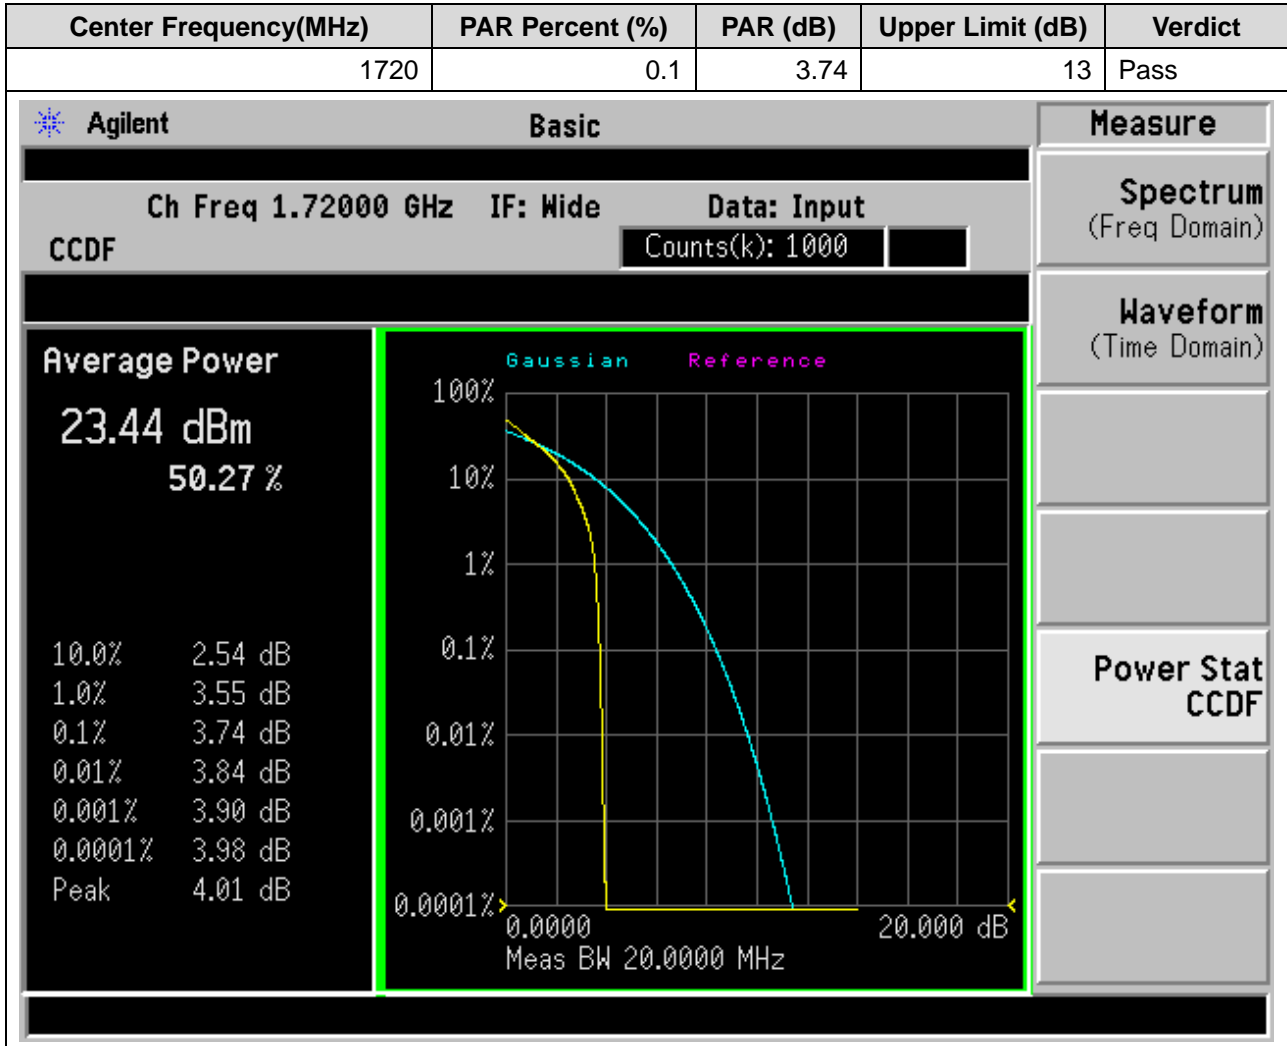 Center Frequency(MHz) PAR Percent (%) PAR (dB) Upper Limit (dB) Verdict
1720 0.1 3.74 13 Pass
Agilent Basic Measure
Ch Freq 1.72000 GHz IF: Wide Data: Input
CCDF Counts(k): 1000
Spectrum
(Freq Domain)
Waveform
(Time Domain)
Power Stat
CCDF
Average Power
23.44 dBm
50.27 %
10.0% 2.54 dB
1.0% 3.55 dB
0.1% 3.74 dB
0.01% 3.84 dB
0.001% 3.90 dB
0.0001% 3.98 dB
Peak 4.01 dB
Gaussian Reference
100%
10%
1%
0.1%
0.01%
0.001%
0.0001%
0.0000 20.000 dB
Meas BW 20.0000 MHz